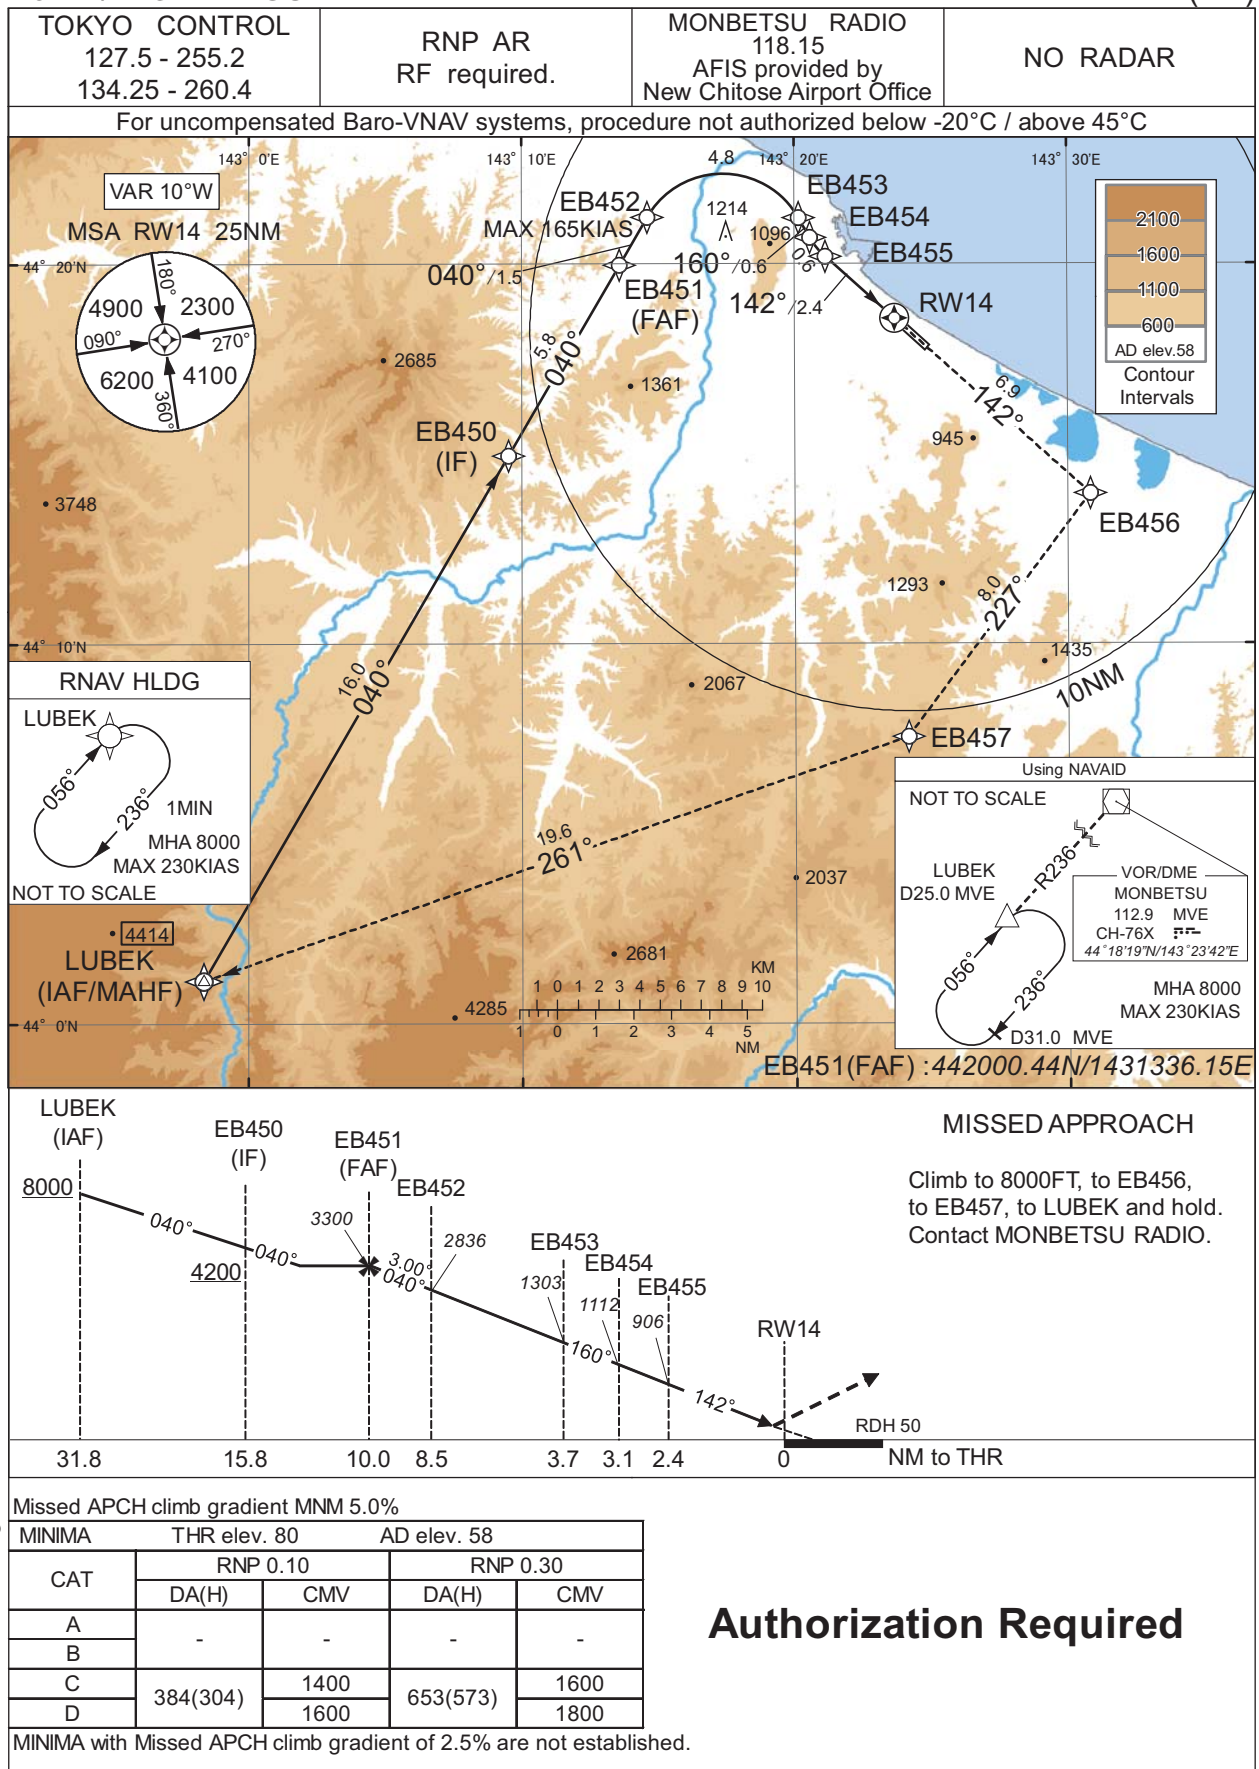 TOKYO CONTROL
127.5 - 255.2
134.25 - 260.4
RNP AR
RF required.
MONBETSU RADIO
118.15
AFIS provided by
New Chitose Airport Office
NO RADAR
For uncompensated Baro-VNAV systems, procedure not authorized below -20°C / above 45°C
143° 0'E
143° 10'E
4.8
143° 20'E
143° 30'E
VAR 10°W
MSA RW14 25NM
180°
4900
2300
090°
270°
6200
4100
360°
44° 20'N
EB452
MAX 165KIAS
1214
1096
EB453
EB454
EB455
040°/1.5
160°/0.6
0.6
EB451
(FAF)
142°/2.4
RW14
2100
1600
1100
600
AD elev.58
Contour
Intervals
2685
5.8
040°
1361
6.9
142°
EB450
(IF)
945
3748
EB456
1293
8.0
227°
44° 10'N
1435
10NM
RNAV HLDG
LUBEK
056°
236°
1MIN
MHA 8000
MAX 230KIAS
NOT TO SCALE
16.0
040°
2067
EB457
19.6
261°
2037
Using NAVAID
NOT TO SCALE
R236
LUBEK
D25.0 MVE
VOR/DME
MONBETSU
112.9 MVE
CH-76X
44°18'19"N/143°23'42"E
056°
236°
MHA 8000
MAX 230KIAS
D31.0 MVE
4414
LUBEK
(IAF/MAHF)
2681
4285
44° 0'N
KM
1 0 1 2 3 4 5 6 7 8 9 10
1 0 1 2 3 4 5
NM
EB451(FAF) :442000.44N/1431336.15E
LUBEK
(IAF)
EB450
(IF)
EB451
(FAF)
EB452
8000
040°
4200
040°
3300
3.00°
040°
2836
EB453
1303
EB454
1112
EB455
906
160°
RW14
142°
RDH 50
31.8 15.8 10.0 8.5 3.7 3.1 2.4 0 NM to THR
MISSED APPROACH
Climb to 8000FT, to EB456,
to EB457, to LUBEK and hold.
Contact MONBETSU RADIO.
Missed APCH climb gradient MNM 5.0%
MINIMA THR elev. 80 AD elev. 58
CAT RNP 0.10 RNP 0.30
DA(H) CMV DA(H) CMV
A - - - -
B
C 384(304) 1400 653(573) 1600
D 1600 1800
MINIMA with Missed APCH climb gradient of 2.5% are not established.
Authorization Required